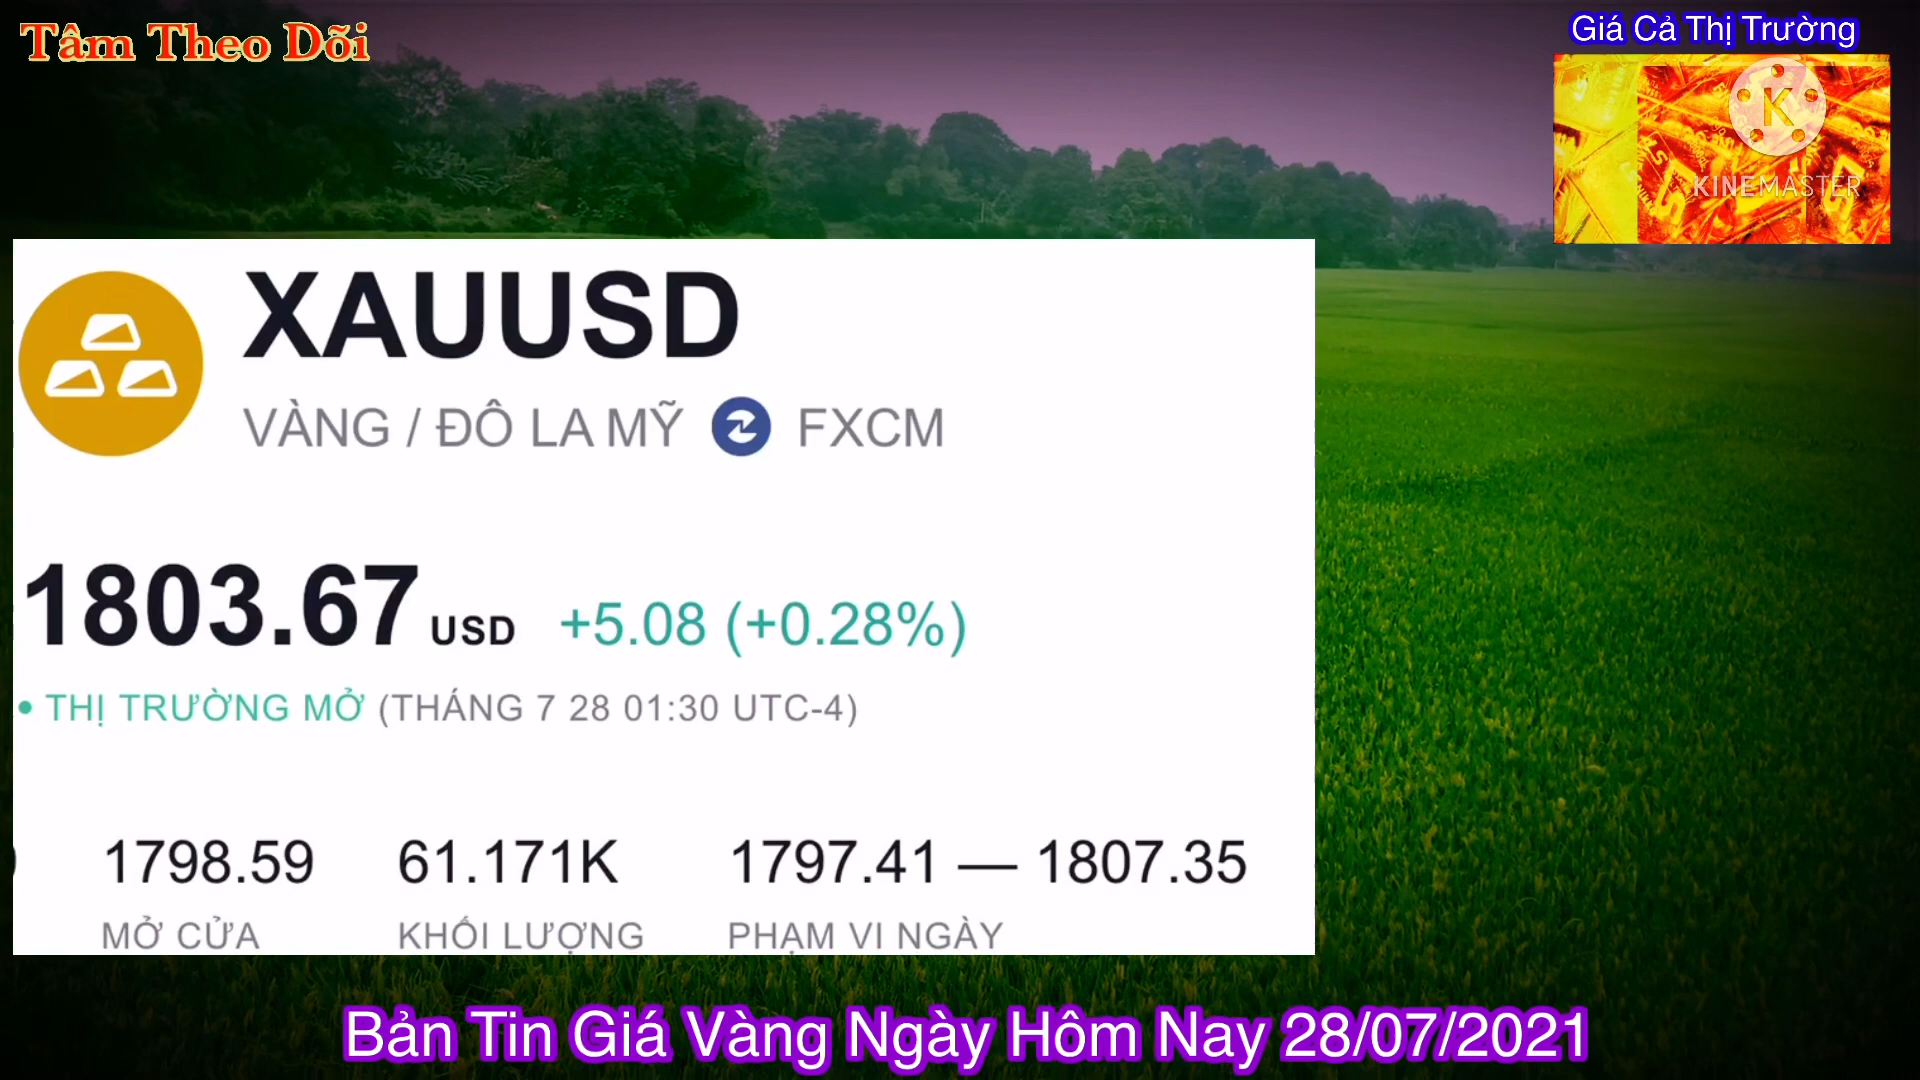 Tâm Theo Dõi
Giá Cả Thị Trường
KINEMASTER
XAUUSD
VÀNG / ĐÔ LA MỸ FXCM
1803.67 USD +5.08 (+0.28%)
• THỊ TRƯỜNG MỞ (THÁNG 7 28 01:30 UTC-4)
1798.59 61.171K 1797.41 — 1807.35
MỞ CỬA KHỐI LƯỢNG PHẠM VI NGÀY
Bản Tin Giá Vàng Ngày Hôm Nay 28/07/2021